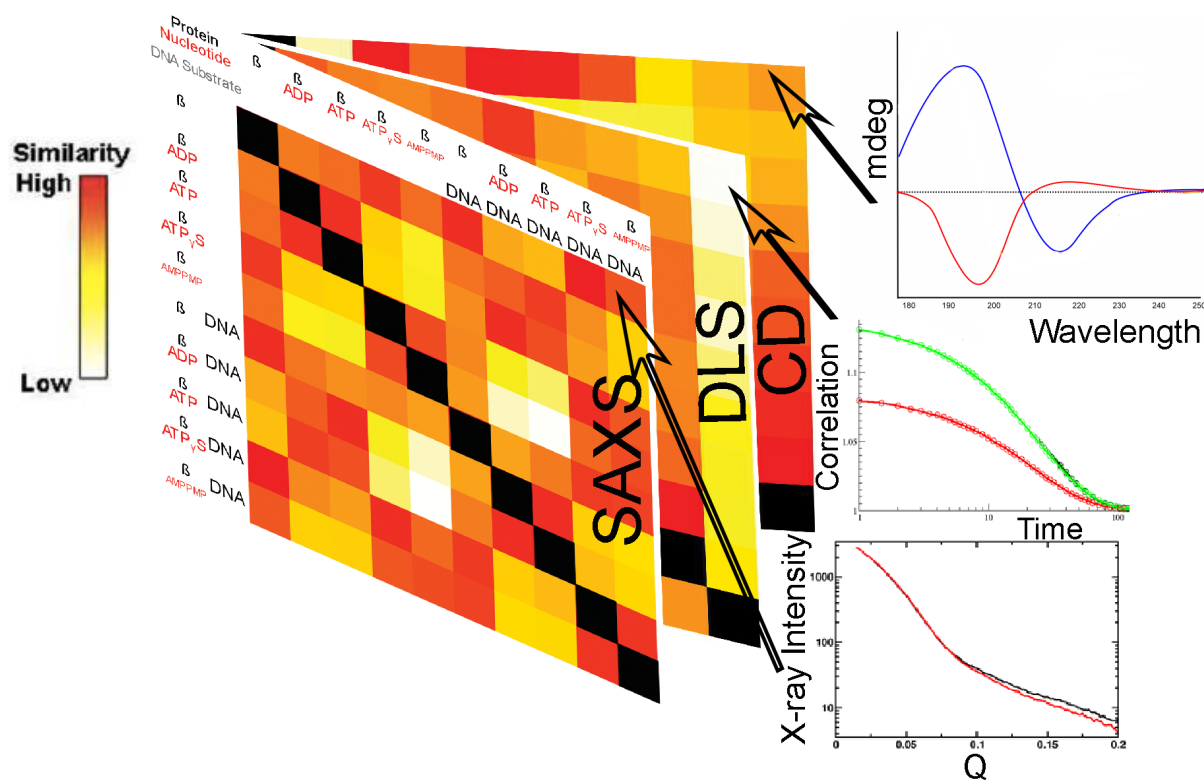 Protein
Nucleotide
DNA Substrate
ß
ß
ADP
ß
ATP
ß
ATPγS
ß
AMPPMP
ß
DNA
ß
ADP
DNA
ß
ATP
DNA
ß
ATPγS
DNA
ß
AMPPMP
DNA
ß
ß
ADP
ß
ATP
ß
ATPγS
ß
AMPPMP
ß DNA
ß
ADP DNA
ß
ATP DNA
ß
ATPγS DNA
ß
AMPPMP DNA
Similarity
High
Low
SAXS
DLS
CD
mdeg
180 190 200 210 220 230 240 250
Wavelength
Correlation
1.1
1.05
1
1 10 100
Time
X-ray Intensity
1000
100
10
0 0.05 0.1 0.15 0.2
Q